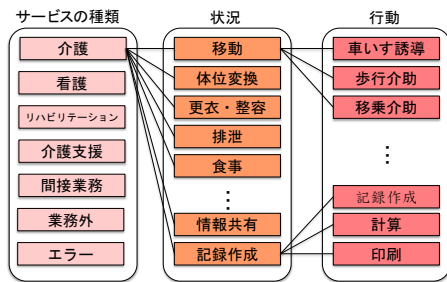 サービスの種類
介護
看護
リハビリテーション
介護支援
間接業務
業務外
エラー
状況
移動
体位変換
更衣・整容
排泄
食事
⋮
情報共有
記録作成
行動
車いす誘導
歩行介助
移乗介助
⋮
記録作成
計算
印刷